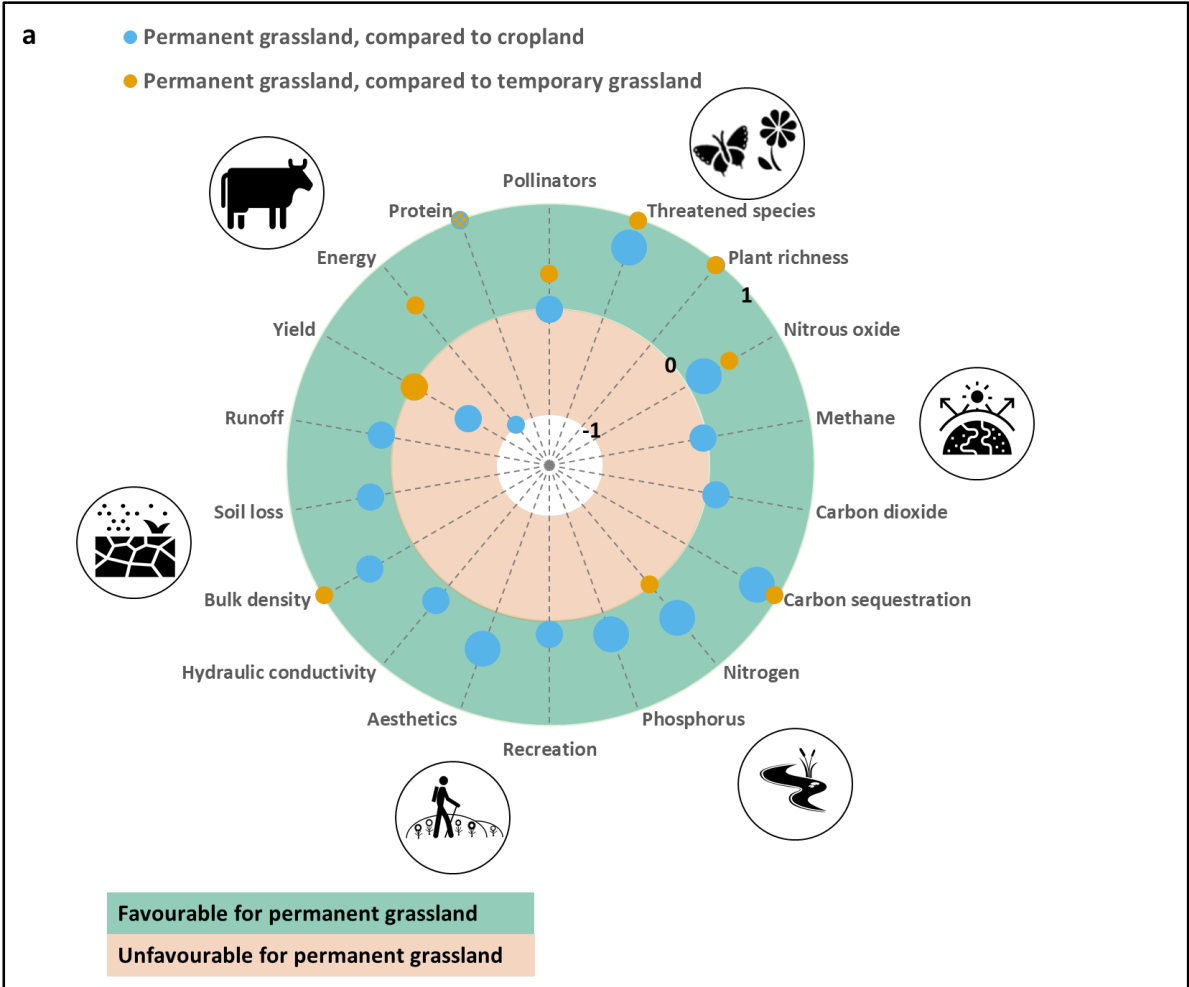 a
Permanent grassland, compared to cropland
Permanent grassland, compared to temporary grassland
Pollinators
Protein
Threatened species
Energy
Plant richness
1
Yield
Nitrous oxide
0
Runoff
Methane
-1
Soil loss
Carbon dioxide
Bulk density
Carbon sequestration
Hydraulic conductivity
Nitrogen
Aesthetics
Phosphorus
Recreation
Favourable for permanent grassland
Unfavourable for permanent grassland